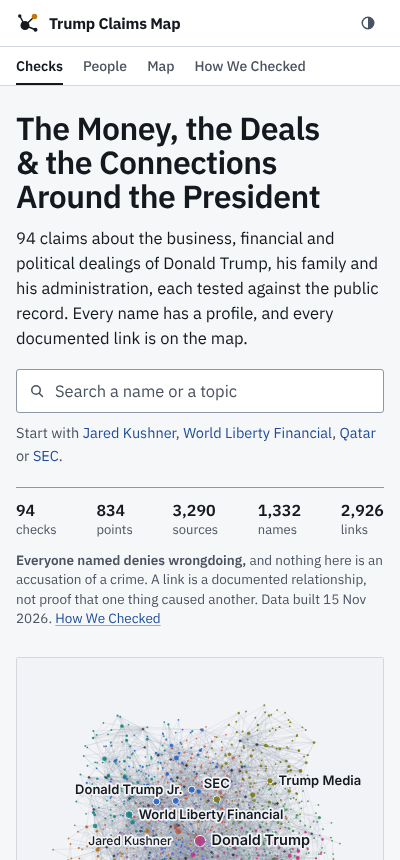 Trump Claims Map
Checks People Map How We Checked
The Money, the Deals
& the Connections
Around the President
94 claims about the business, financial and
political dealings of Donald Trump, his family and
his administration, each tested against the public
record. Every name has a profile, and every
documented link is on the map.
Search a name or a topic
Start with Jared Kushner, World Liberty Financial, Qatar
or SEC.
94 834 3,290 1,332 2,926
checks points sources names links
Everyone named denies wrongdoing, and nothing here is an
accusation of a crime. A link is a documented relationship,
not proof that one thing caused another. Data built 15 Nov
2026. How We Checked
SEC
Trump Media
Donald Trump Jr.
World Liberty Financial
Jared Kushner
Donald Trump